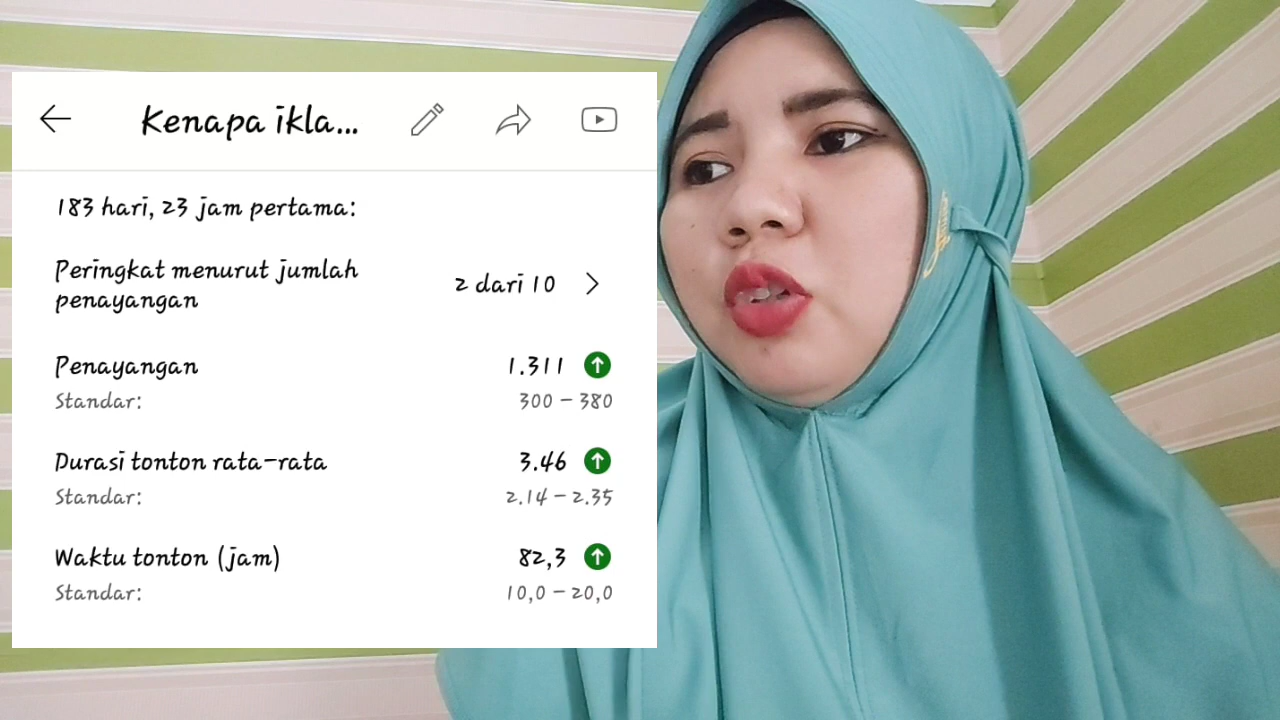 Kenapa ikla...
183 hari, 23 jam pertama:
Peringkat menurut jumlah
penayangan
2 dari 10
Penayangan
1.311
Standar:
300 – 380
Durasi tonton rata-rata
3.46
Standar:
2.14 – 2.35
Waktu tonton (jam)
82,3
Standar:
10,0 – 20,0